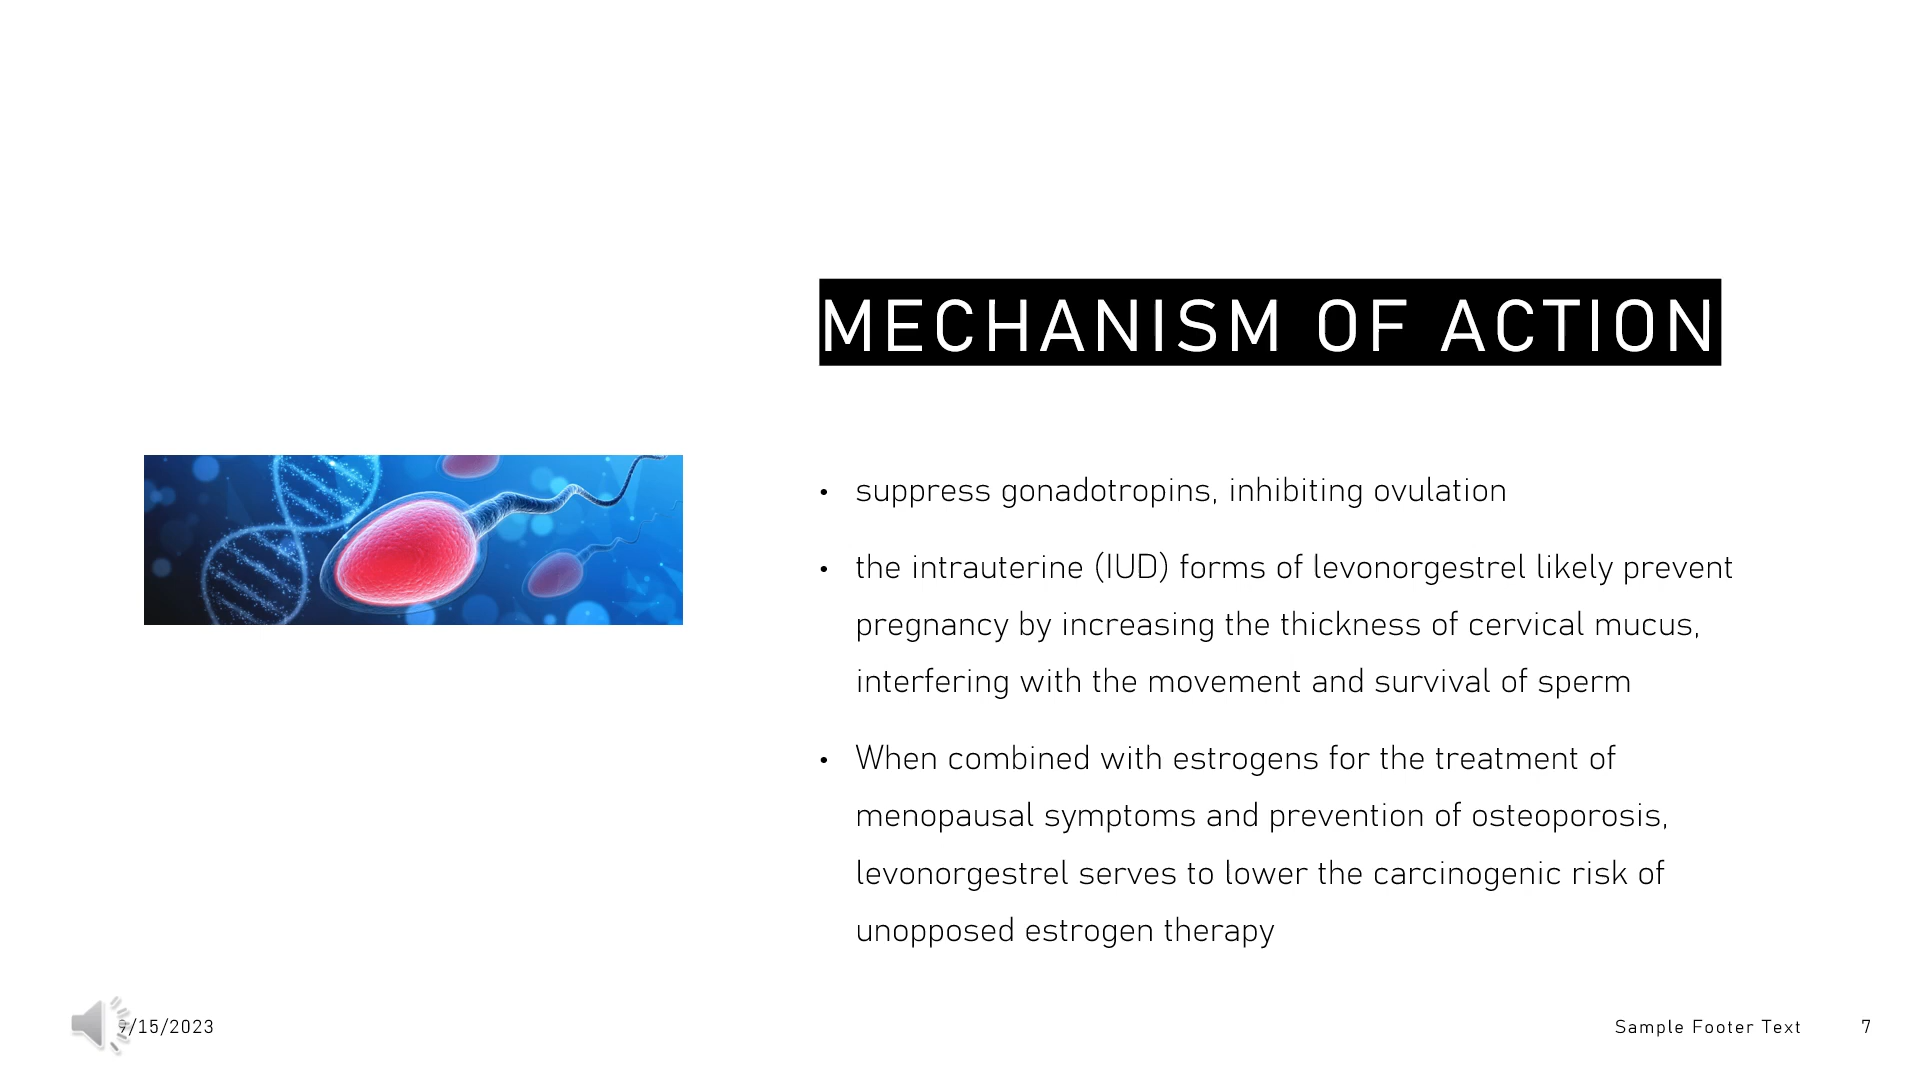 MECHANISM OF ACTION
• suppress gonadotropins, inhibiting ovulation
• the intrauterine (IUD) forms of levonorgestrel likely prevent
pregnancy by increasing the thickness of cervical mucus,
interfering with the movement and survival of sperm
• When combined with estrogens for the treatment of
menopausal symptoms and prevention of osteoporosis,
levonorgestrel serves to lower the carcinogenic risk of
unopposed estrogen therapy
9/15/2023
Sample Footer Text
7